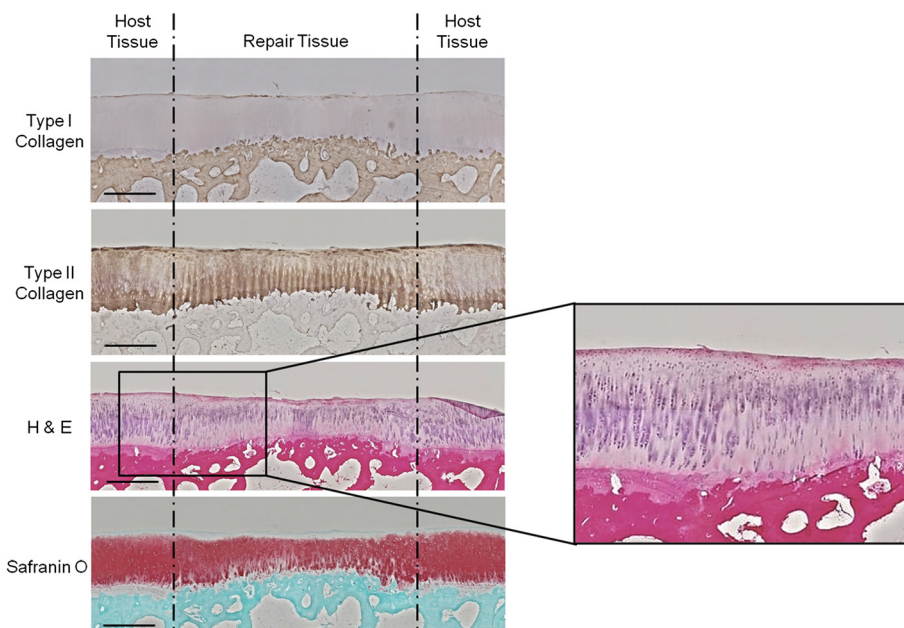 Host
Tissue
Repair Tissue
Host
Tissue
Type I
Collagen
Type II
Collagen
H & E
Safranin O